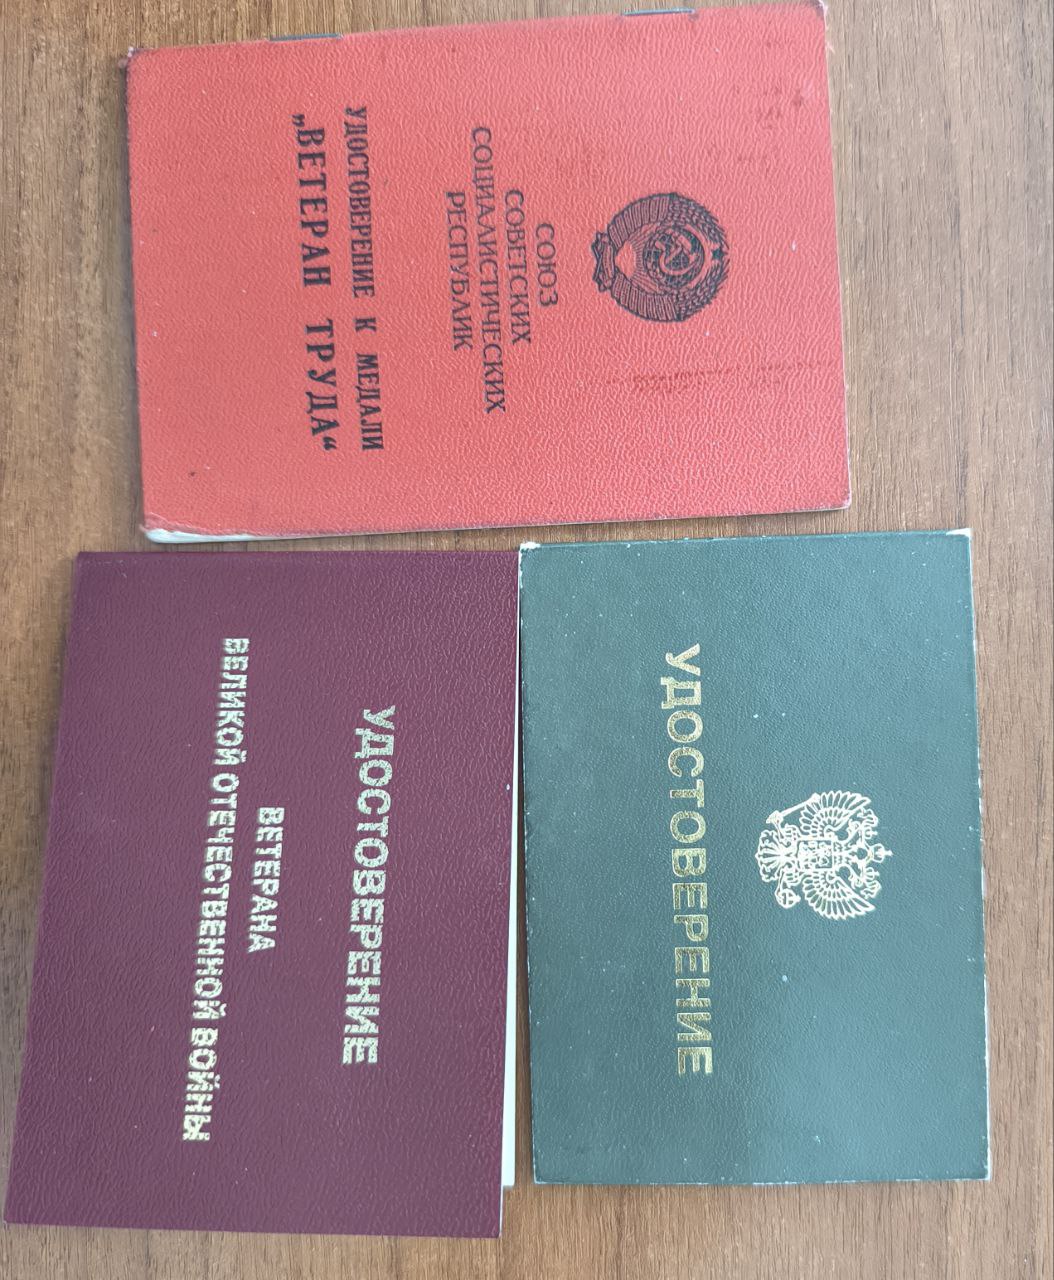 СОЮЗ
СОВЕТСКИХ
СОЦИАЛИСТИЧЕСКИХ
РЕСПУБЛИК
УДОСТОВЕРЕНИЕ К МЕДАЛИ
„ВЕТЕРАН ТРУДА“
УДОСТОВЕРЕНИЕ
ВЕТЕРАНА
ВЕЛИКОЙ ОТЕЧЕСТВЕННОЙ ВОЙНЫ
УДОСТОВЕРЕНИЕ